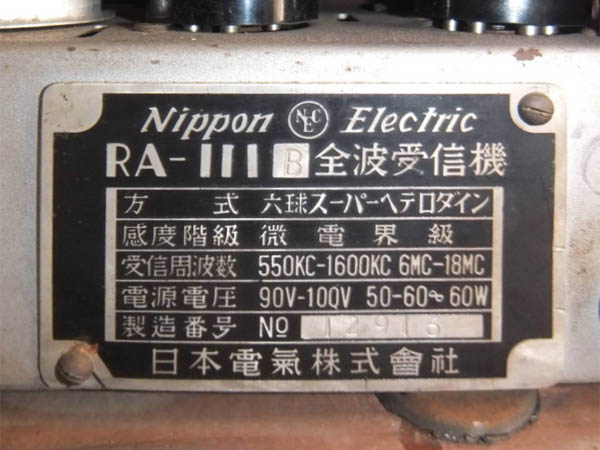 Nippon NEC Electric
RA-111 B 全波受信機
方 式 六球スーパーヘテロダイン
感度階級 微電界級
受信周波数 550KC-1600KC 6MC-18MC
電源電圧 90V-100V 50-60~60W
製造番号 No 12913
日本電氣株式會社